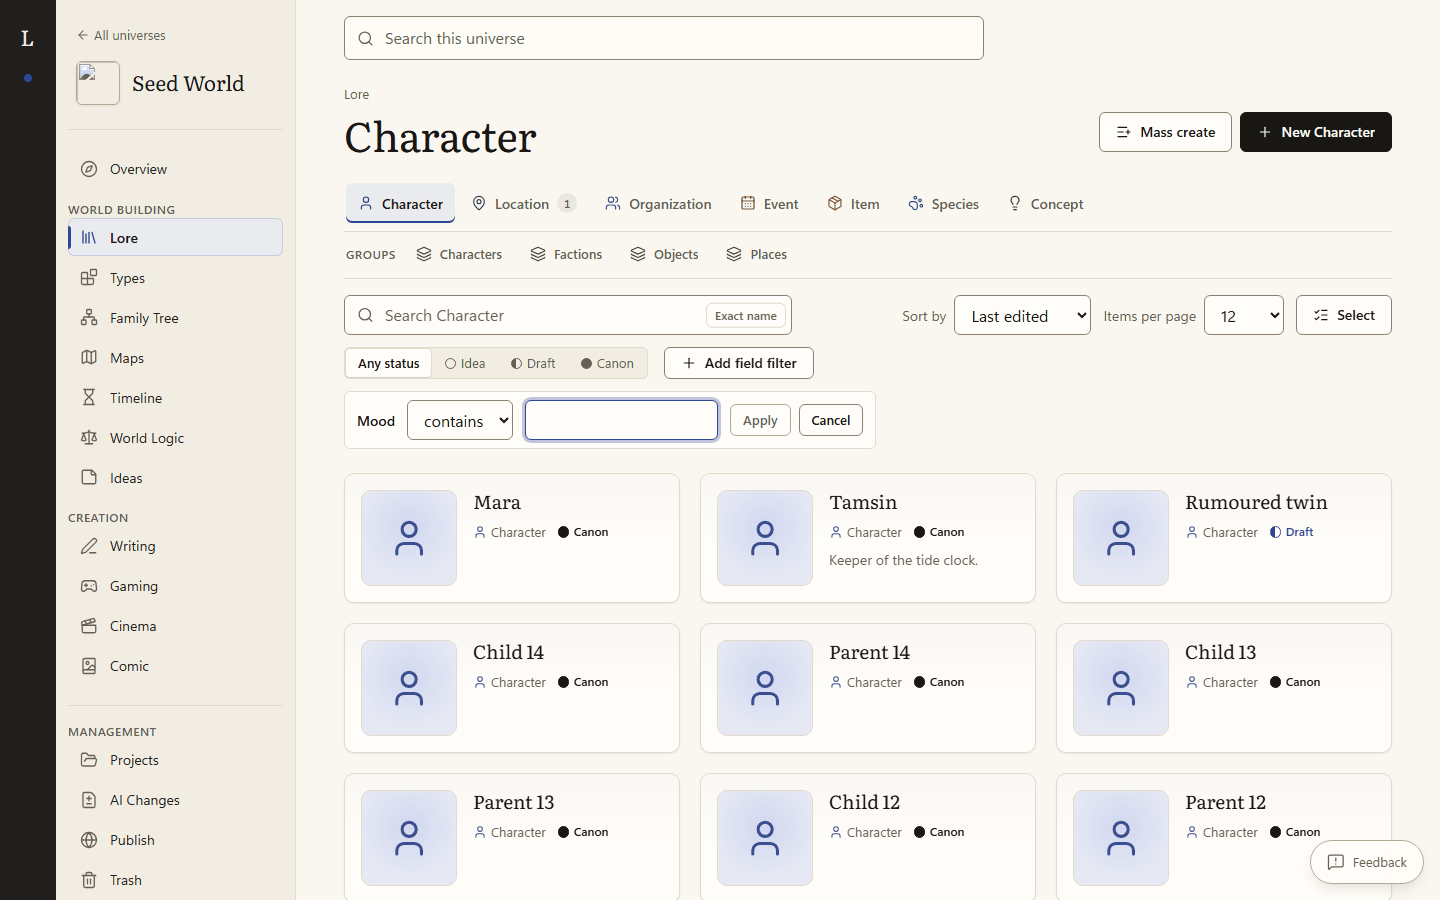 L
All universes
Seed World
Overview
WORLD BUILDING
Lore
Types
Family Tree
Maps
Timeline
World Logic
Ideas
CREATION
Writing
Gaming
Cinema
Comic
MANAGEMENT
Projects
AI Changes
Publish
Trash
Search this universe
Lore
Character
Mass create
New Character
Character Location 1 Organization Event Item Species Concept
GROUPS Characters Factions Objects Places
Search Character Exact name
Sort by Last edited Items per page 12 Select
Any status Idea Draft Canon Add field filter
Mood contains Apply Cancel
Mara
Character Canon
Tamsin
Character Canon
Keeper of the tide clock.
Rumoured twin
Character Draft
Child 14
Character Canon
Parent 14
Character Canon
Child 13
Character Canon
Parent 13
Character Canon
Child 12
Character Canon
Parent 12
Character Canon
Feedback